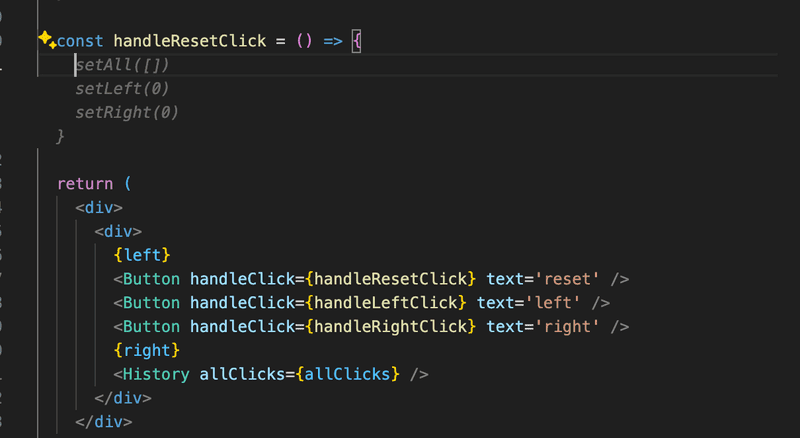 const handleResetClick = () => {
setAll([])
setLeft(0)
setRight(0)
}
return (
<div>
<div>
{left}
<Button handleClick={handleResetClick} text='reset' />
<Button handleClick={handleLeftClick} text='left' />
<Button handleClick={handleRightClick} text='right' />
{right}
<History allClicks={allClicks} />
</div>
</div>